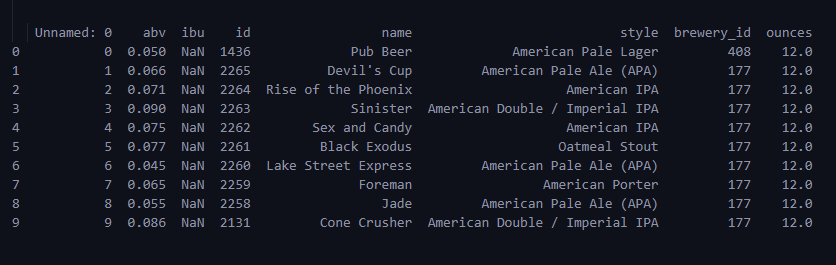 Unnamed: 0 abv ibu id name style brewery_id ounces
0 0 0.050 NaN 1436 Pub Beer American Pale Lager 408 12.0
1 1 0.066 NaN 2265 Devil's Cup American Pale Ale (APA) 177 12.0
2 2 0.071 NaN 2264 Rise of the Phoenix American IPA 177 12.0
3 3 0.090 NaN 2263 Sinister American Double / Imperial IPA 177 12.0
4 4 0.075 NaN 2262 Sex and Candy American IPA 177 12.0
5 5 0.077 NaN 2261 Black Exodus Oatmeal Stout 177 12.0
6 6 0.045 NaN 2260 Lake Street Express American Pale Ale (APA) 177 12.0
7 7 0.065 NaN 2259 Foreman American Porter 177 12.0
8 8 0.055 NaN 2258 Jade American Pale Ale (APA) 177 12.0
9 9 0.086 NaN 2131 Cone Crusher American Double / Imperial IPA 177 12.0